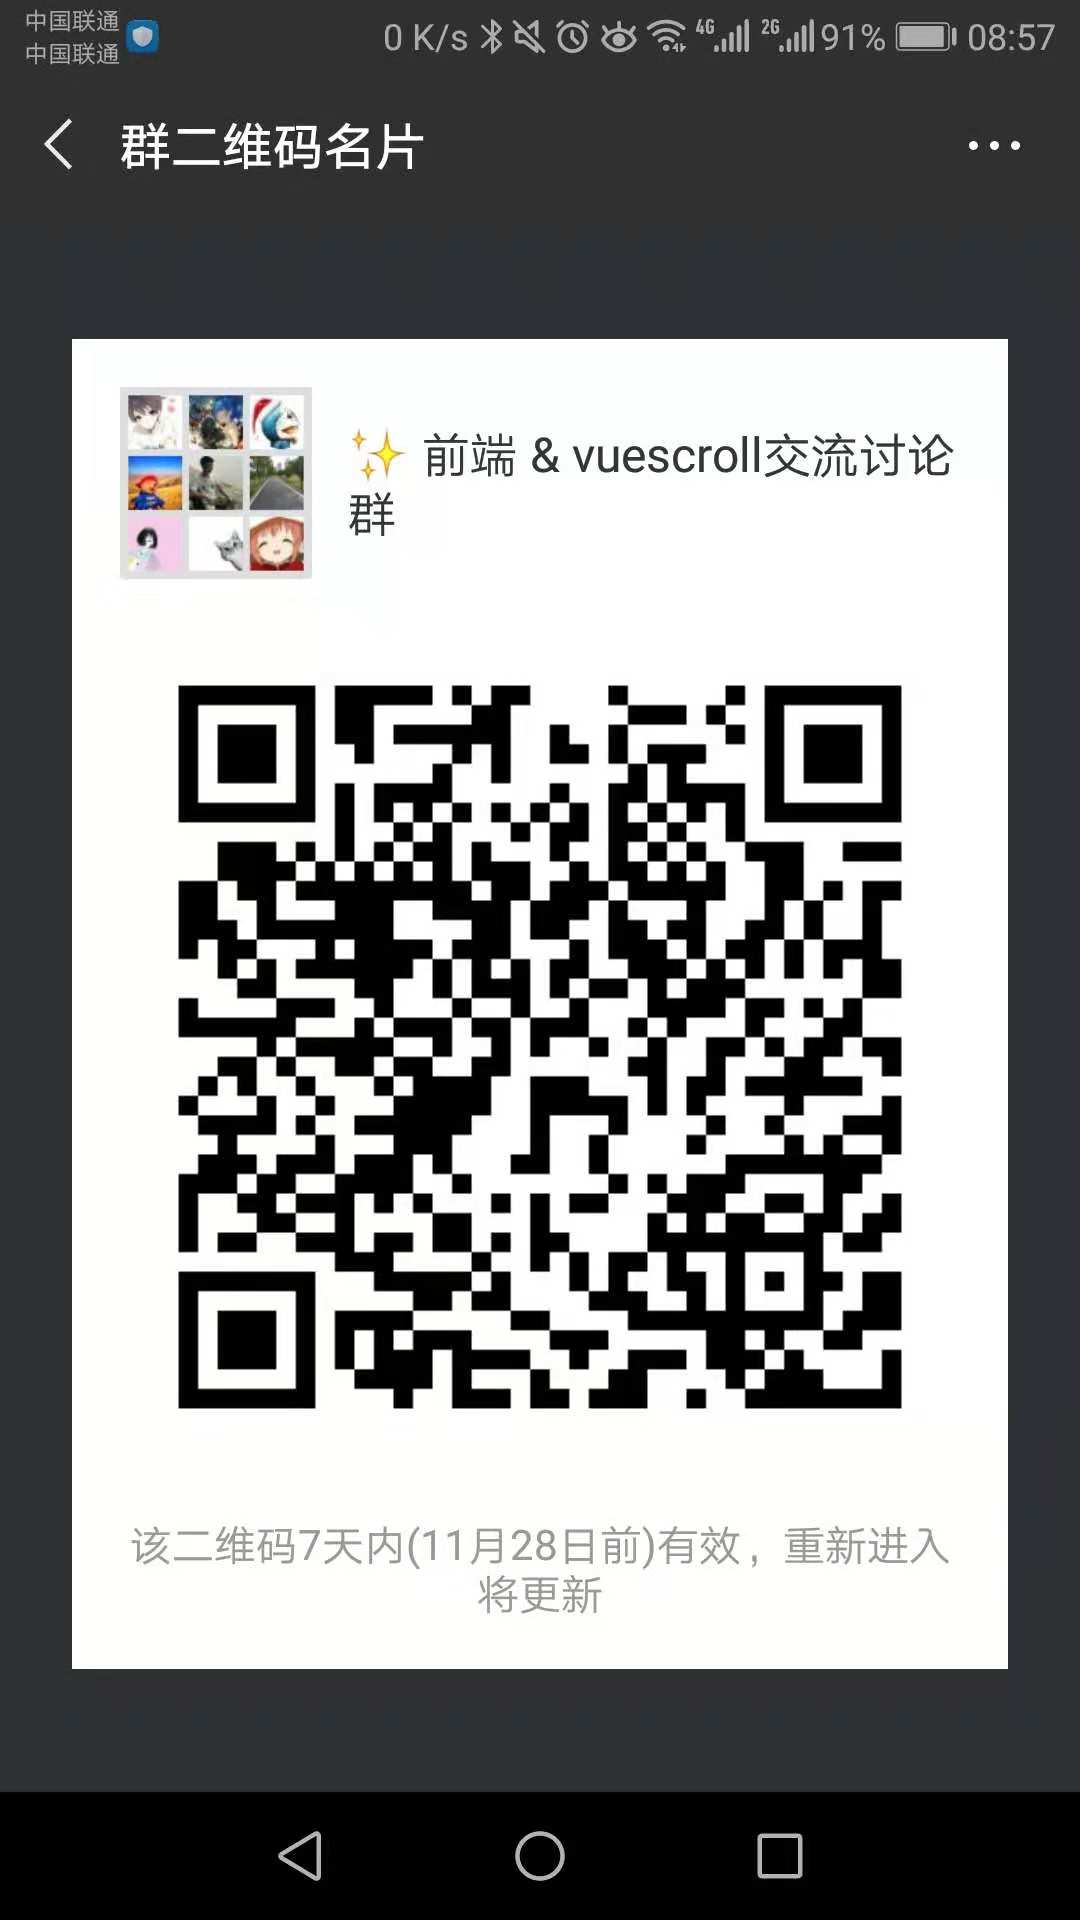 中国联通
中国联通
0 K/s 4G 2G 91% 08:57
群二维码名片
✨ 前端 & vuescroll交流讨论
群
该二维码7天内(11月28日前)有效，重新进入
将更新